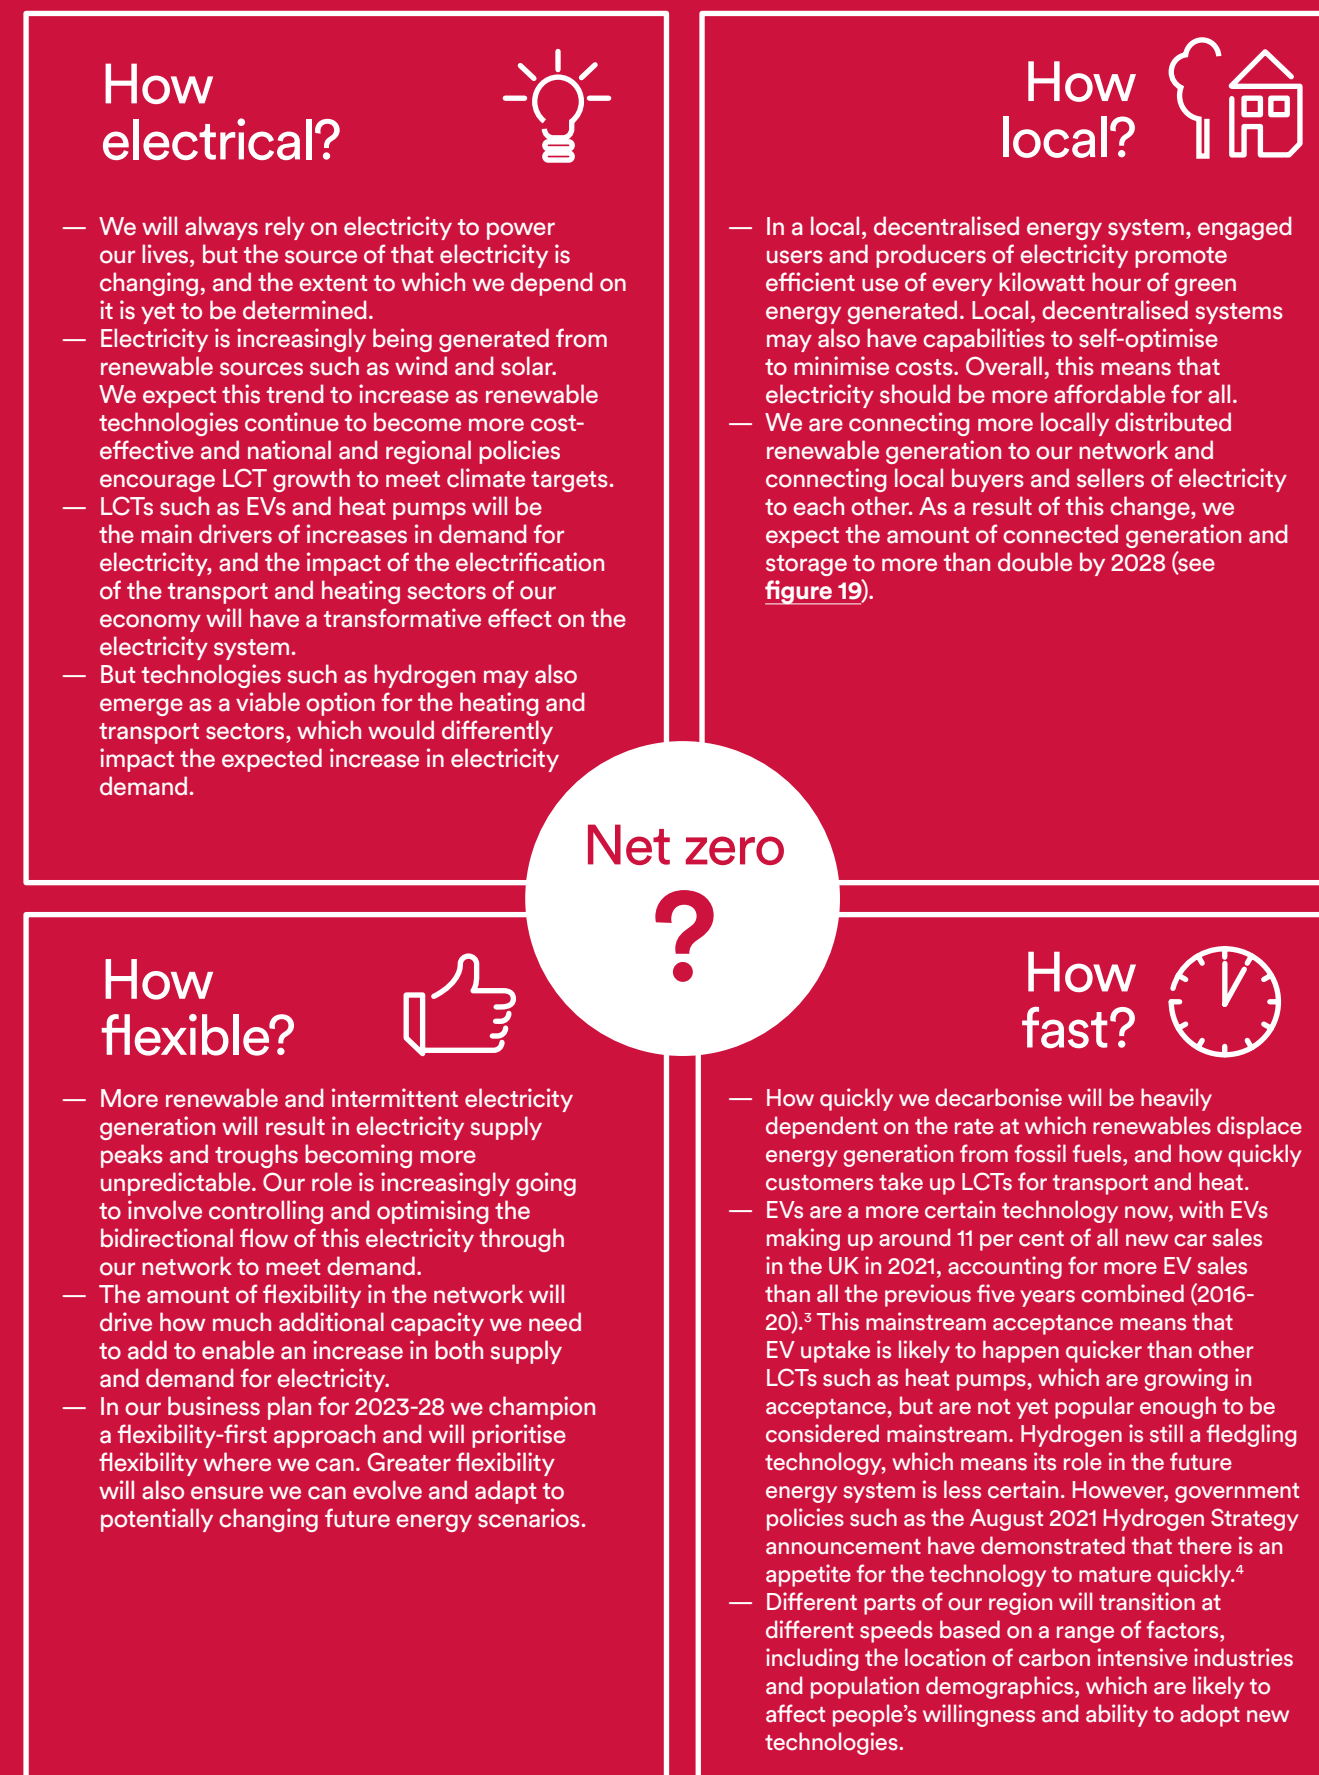 How
electrical?
— We will always rely on electricity to power
our lives, but the source of that electricity is
changing, and the extent to which we depend on
it is yet to be determined.
— Electricity is increasingly being generated from
renewable sources such as wind and solar.
We expect this trend to increase as renewable
technologies continue to become more cost-
effective and national and regional policies
encourage LCT growth to meet climate targets.
— LCTs such as EVs and heat pumps will be
the main drivers of increases in demand for
electricity, and the impact of the electrification
of the transport and heating sectors of our
economy will have a transformative effect on the
electricity system.
— But technologies such as hydrogen may also
emerge as a viable option for the heating and
transport sectors, which would differently
impact the expected increase in electricity
demand.
How
local?
— In a local, decentralised energy system, engaged
users and producers of electricity promote
efficient use of every kilowatt hour of green
energy generated. Local, decentralised systems
may also have capabilities to self-optimise
to minimise costs. Overall, this means that
electricity should be more affordable for all.
— We are connecting more locally distributed
renewable generation to our network and
connecting local buyers and sellers of electricity
to each other. As a result of this change, we
expect the amount of connected generation and
storage to more than double by 2028 (see
figure 19).
Net zero
?
How
flexible?
— More renewable and intermittent electricity
generation will result in electricity supply
peaks and troughs becoming more
unpredictable. Our role is increasingly going
to involve controlling and optimising the
bidirectional flow of this electricity through
our network to meet demand.
— The amount of flexibility in the network will
drive how much additional capacity we need
to add to enable an increase in both supply
and demand for electricity.
— In our business plan for 2023-28 we champion
a flexibility-first approach and will prioritise
flexibility where we can. Greater flexibility
will also ensure we can evolve and adapt to
potentially changing future energy scenarios.
How
fast?
— How quickly we decarbonise will be heavily
dependent on the rate at which renewables displace
energy generation from fossil fuels, and how quickly
customers take up LCTs for transport and heat.
— EVs are a more certain technology now, with EVs
making up around 11 per cent of all new car sales
in the UK in 2021, accounting for more EV sales
than all the previous five years combined (2016-
20).³ This mainstream acceptance means that
EV uptake is likely to happen quicker than other
LCTs such as heat pumps, which are growing in
acceptance, but are not yet popular enough to be
considered mainstream. Hydrogen is still a fledgling
technology, which means its role in the future
energy system is less certain. However, government
policies such as the August 2021 Hydrogen Strategy
announcement have demonstrated that there is an
appetite for the technology to mature quickly.⁴
— Different parts of our region will transition at
different speeds based on a range of factors,
including the location of carbon intensive industries
and population demographics, which are likely to
affect people’s willingness and ability to adopt new
technologies.